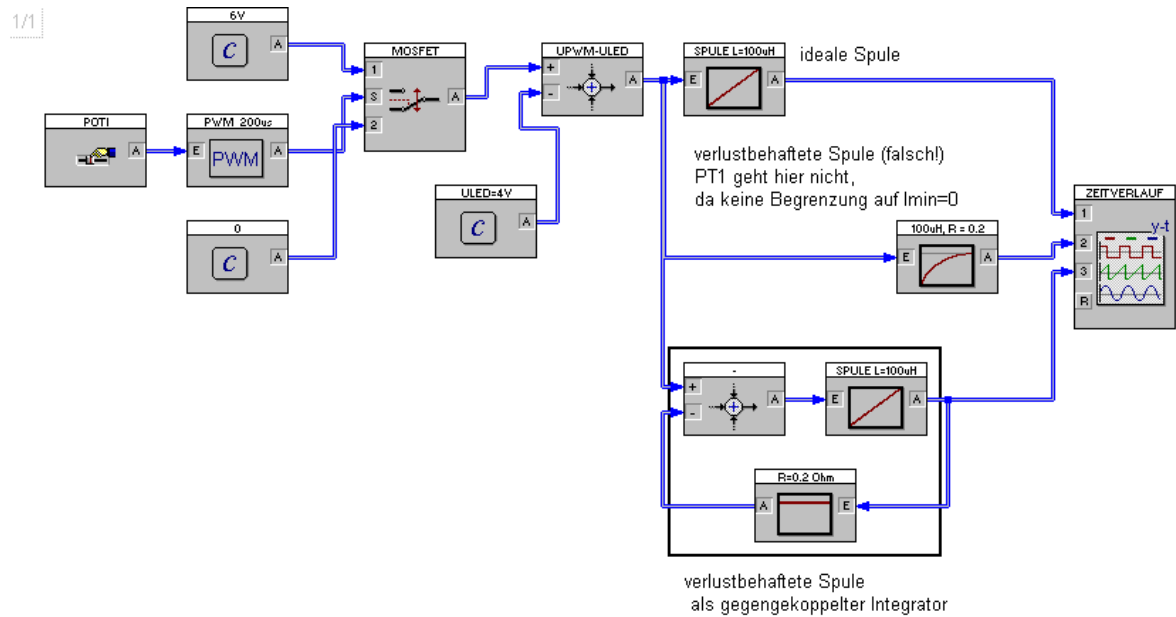 1/1
6V
C
A
MOSFET
1
S
2
A
UPWM-ULED
+
-
A
SPULE L=100uH
E
A
ideale Spule
POTI
A
PWM 200us
E
PWM
A
verlustbehaftete Spule (falsch!)
PT1 geht hier nicht,
da keine Begrenzung auf Imin=0
ULED=4V
C
A
ZEITVERLAUF
1
2
3
R
y-t
0
C
A
100uH, R = 0.2
E
A
-
+
-
A
SPULE L=100uH
E
A
R=0.2 Ohm
A
E
verlustbehaftete Spule
als gegengekoppelter Integrator